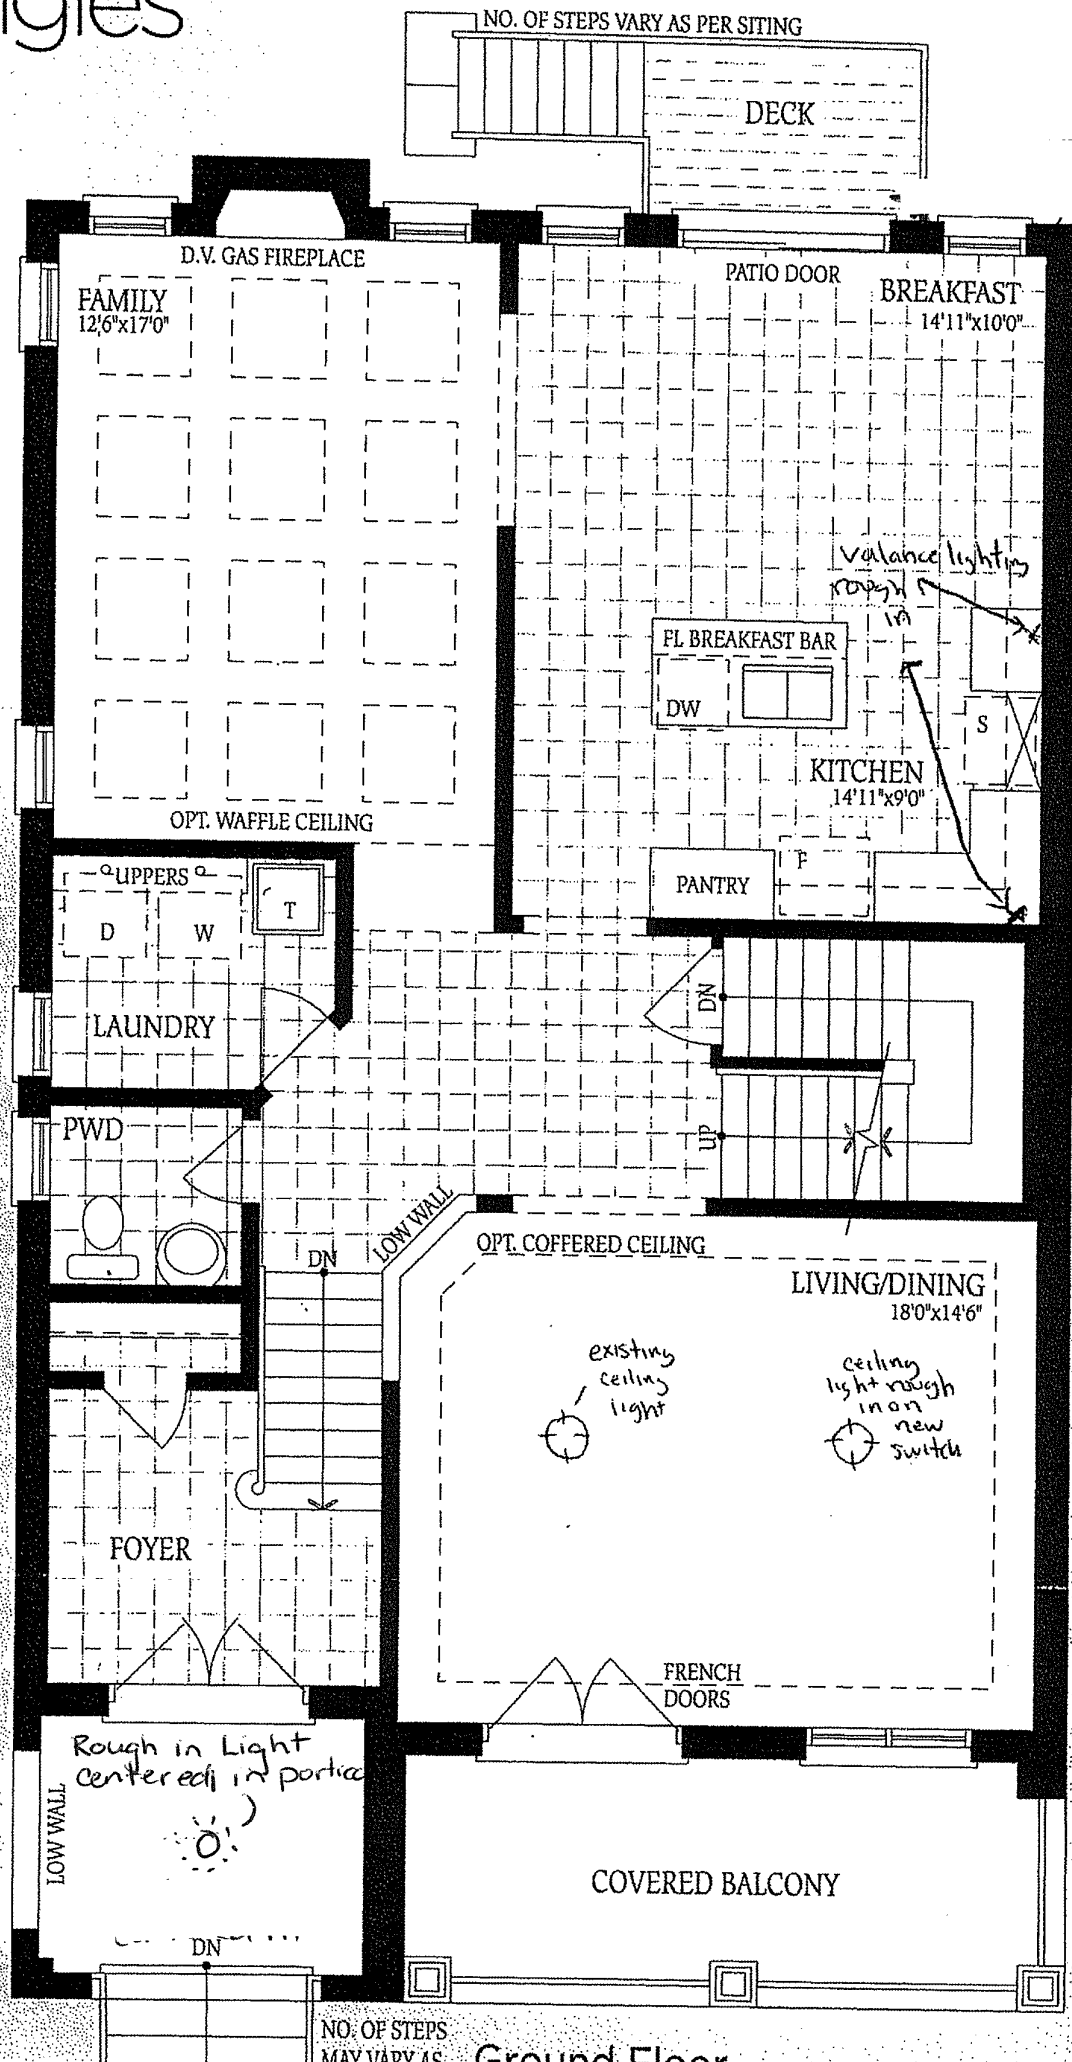 NO. OF STEPS VARY AS PER SITING
DECK
D.V. GAS FIREPLACE
FAMILY
12'6"x17'0"
PATIO DOOR
BREAKFAST
14'11"x10'0"
valance lighting
rough
in
FL BREAKFAST BAR
DW
S
KITCHEN
14'11"x9'0"
OPT. WAFFLE CEILING
UPPERS
D
W
T
PANTRY
F
LAUNDRY
DN
PWD
UP
LOW WALL
DN
OPT. COFFERED CEILING
LIVING/DINING
18'0"x14'6"
existing
ceiling
light
ceiling
light rough
in on
new
switch
FOYER
FRENCH
DOORS
Rough in Light
centered in portico
LOW WALL
COVERED BALCONY
DN
NO. OF STEPS
MAY VARY AS
Ground Floor